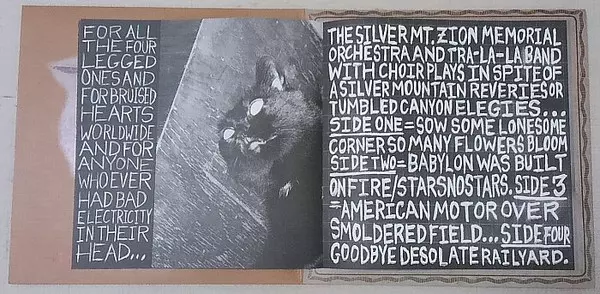 FOR ALL
THE FOUR
LEGGED
ONES AND
FOR BRUISED
HEARTS
WORLDWIDE
AND FOR
ANYONE
WHO EVER
HAD BAD
ELECTRICITY
IN THEIR
HEAD...
THE SILVER MT. ZION MEMORIAL
ORCHESTRA AND TRA-LA-LA BAND
WITH CHOIR PLAYS IN SPITE OF
A SILVER MOUNTAIN REVERIES OR
TUMBLED CANYON ELEGIES...
SIDE ONE = SOW SOME LONESOME
CORNER SO MANY FLOWERS BLOOM
SIDE TWO = BABYLON WAS BUILT
ON FIRE/STARSNOSTARS. SIDE 3
= AMERICAN MOTOR OVER
SMOLDERED FIELD... SIDE FOUR
GOODBYE DESOLATE RAILYARD.